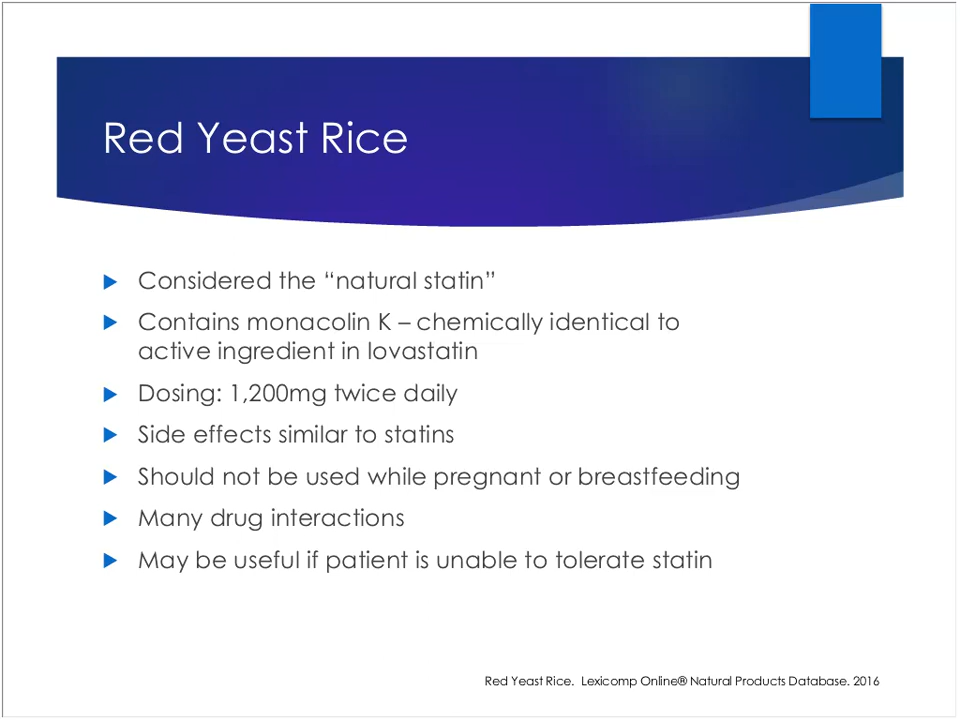 Red Yeast Rice
Considered the “natural statin”
Contains monacolin K – chemically identical to
active ingredient in lovastatin
Dosing: 1,200mg twice daily
Side effects similar to statins
Should not be used while pregnant or breastfeeding
Many drug interactions
May be useful if patient is unable to tolerate statin
Red Yeast Rice.  Lexicomp Online® Natural Products Database. 2016